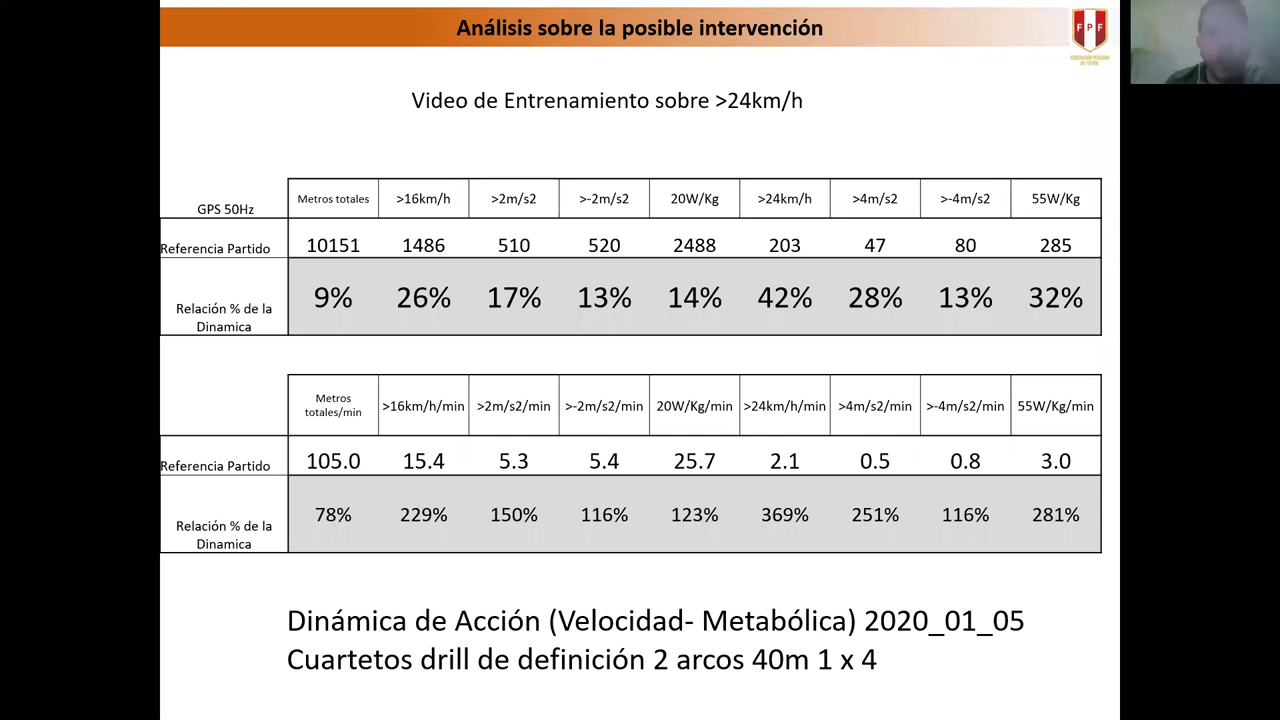 Análisis sobre la posible intervención
FPF
FEDERACIÓN PERUANA
DE FÚTBOL
Video de Entrenamiento sobre >24km/h
GPS 50Hz Metros totales >16km/h >2m/s2 >-2m/s2 20W/Kg >24km/h >4m/s2 >-4m/s2 55W/Kg
Referencia Partido 10151 1486 510 520 2488 203 47 80 285
Relación % de la
Dinamica 9% 26% 17% 13% 14% 42% 28% 13% 32%
Metros
totales/min >16km/h/min >2m/s2/min >-2m/s2/min 20W/Kg/min >24km/h/min >4m/s2/min >-4m/s2/min 55W/Kg/min
Referencia Partido 105.0 15.4 5.3 5.4 25.7 2.1 0.5 0.8 3.0
Relación % de la
Dinamica 78% 229% 150% 116% 123% 369% 251% 116% 281%
Dinámica de Acción (Velocidad- Metabólica) 2020_01_05
Cuartetos drill de definición 2 arcos 40m 1 x 4